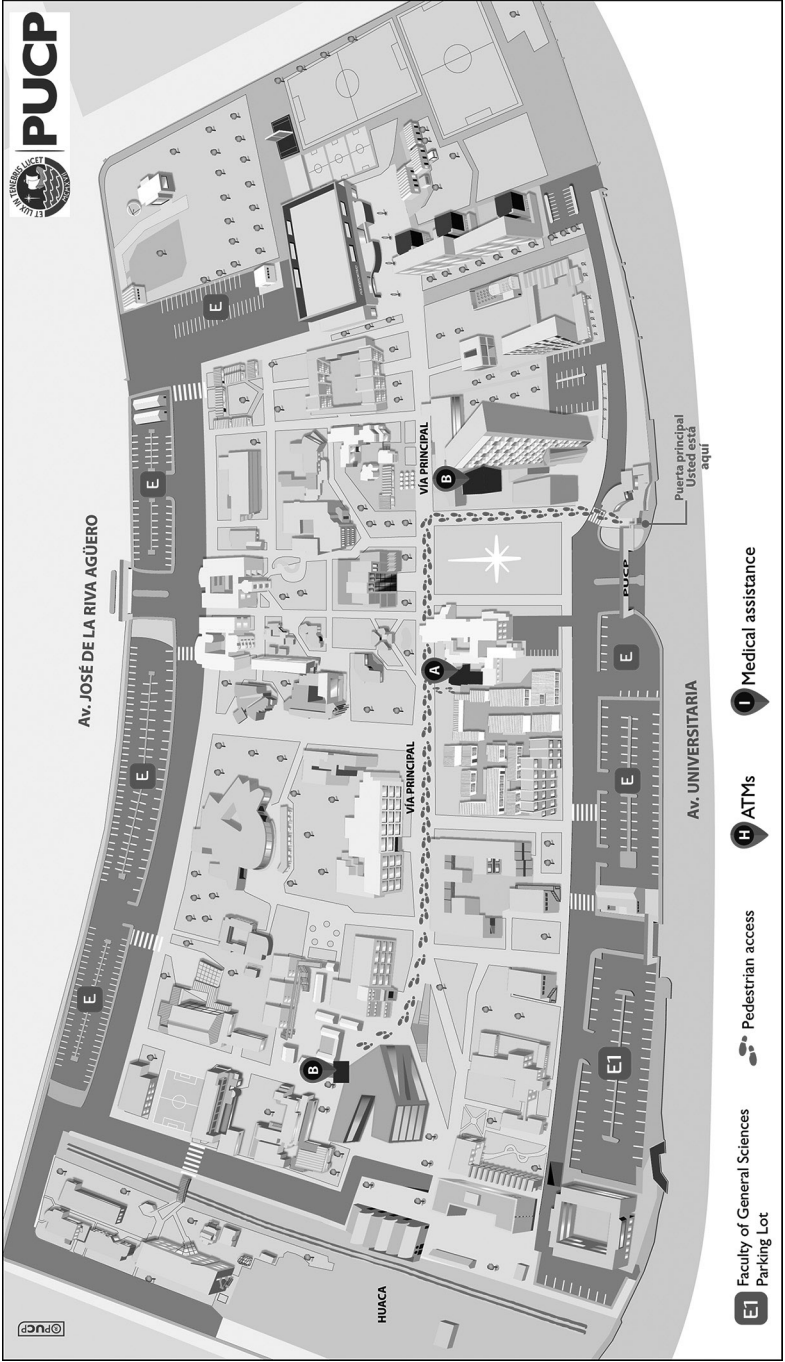 ©PUCP
ET LUX IN TENEBRIS LUCET
MCMXVII
PUCP
Av. JOSÉ DE LA RIVA AGÜERO
E
E
E
E
B
HUACA
VÍA PRINCIPAL
VÍA PRINCIPAL
A
B
E1
E
E
PUCP
Puerta principal
Usted está
aquí
Av. UNIVERSITARIA
E1 Faculty of General Sciences
Parking Lot
Pedestrian access
H ATMs
I Medical assistance